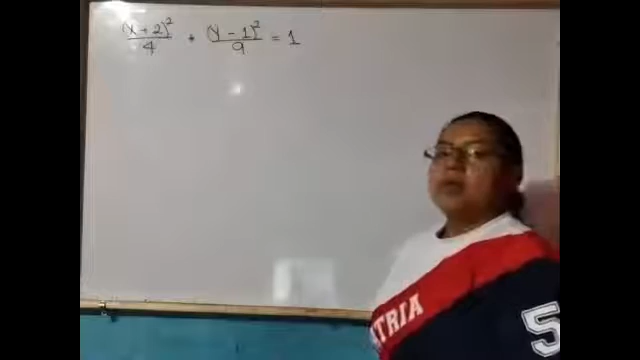 (x + 2)² / 4 + (y - 1)² / 9 = 1
TRIA
5